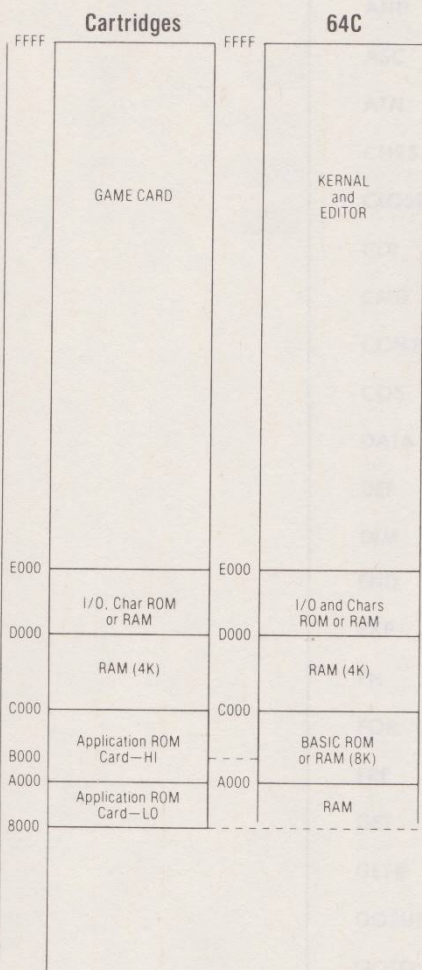 Cartridges 64C
FFFF FFFF
GAME CARD
KERNAL
and
EDITOR
E000 E000
I/O, Char ROM
or RAM
I/O and Chars
ROM or RAM
D000 D000
RAM (4K) RAM (4K)
C000 C000
Application ROM
Card—HI
BASIC ROM
or RAM (8K)
B000
A000 A000
Application ROM
Card—LO
RAM
8000